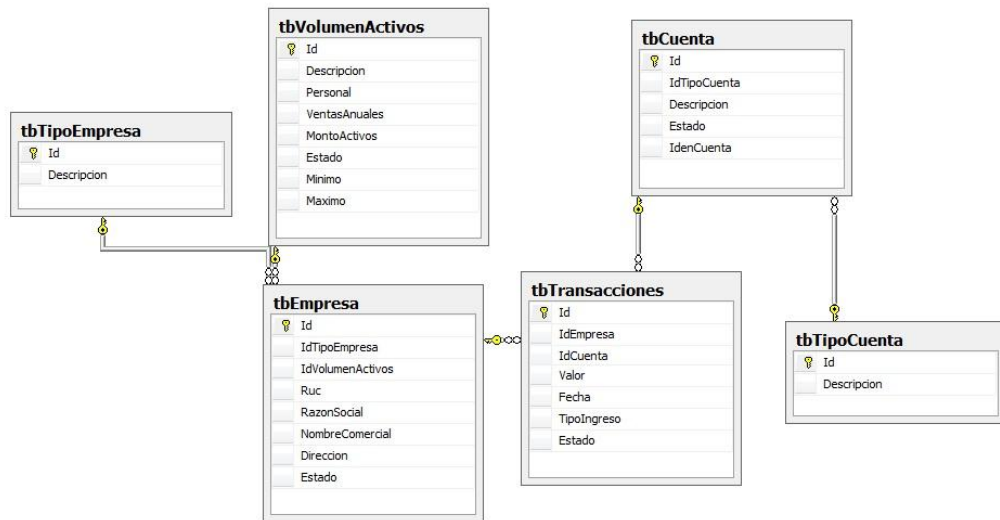 tbVolumenActivos
Id
Descripcion
Personal
VentasAnuales
MontoActivos
Estado
Minimo
Maximo
tbCuenta
Id
IdTipoCuenta
Descripcion
Estado
IdenCuenta
tbTipoEmpresa
Id
Descripcion
tbEmpresa
Id
IdTipoEmpresa
IdVolumenActivos
Ruc
RazonSocial
NombreComercial
Direccion
Estado
tbTransacciones
Id
IdEmpresa
IdCuenta
Valor
Fecha
TipoIngreso
Estado
tbTipoCuenta
Id
Descripcion